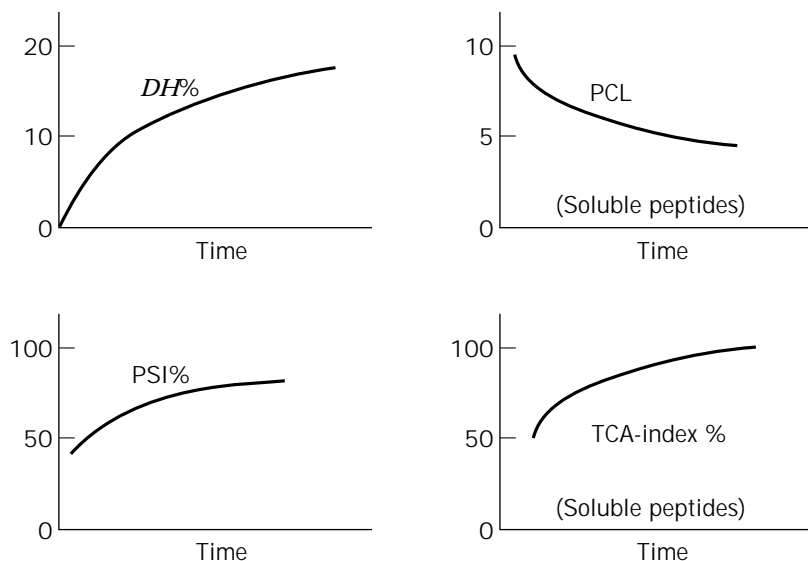 20
DH%
10
0
Time
10
PCL
5
(Soluble peptides)
0
Time
100
PSI%
50
0
Time
100
TCA-index %
50
(Soluble peptides)
0
Time